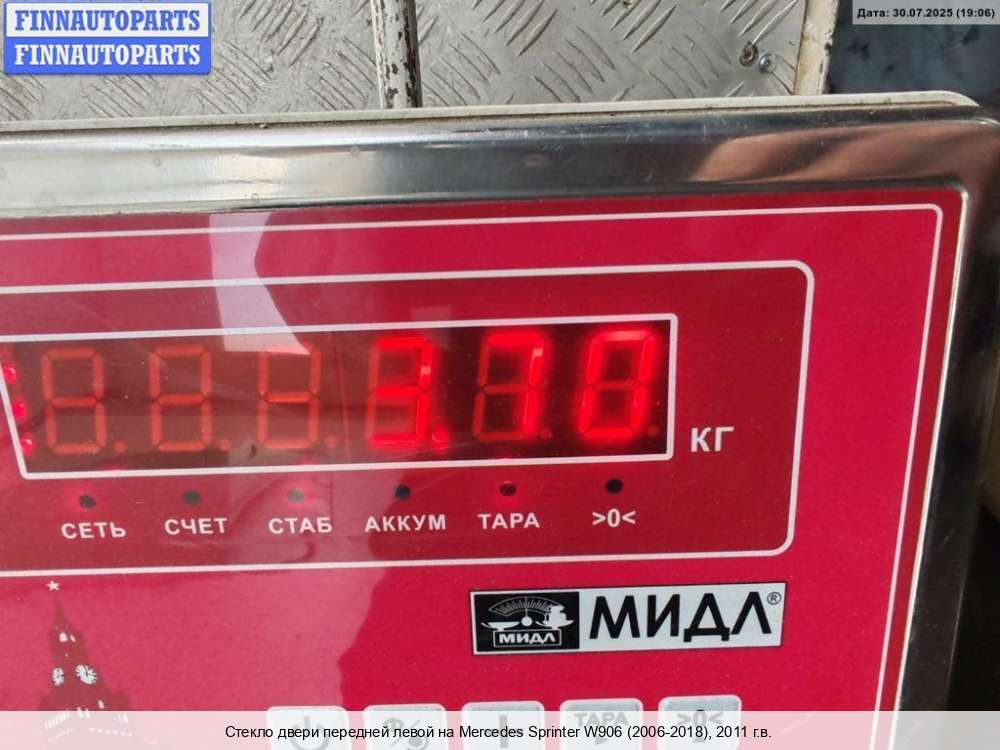 FINNAUTOPARTS
FINNAUTOPARTS
Дата: 30.07.2025 (19:06)
3.70
КГ
СЕТЬ СЧЕТ СТАБ АККУМ ТАРА >0<
МИДЛ МИДЛ®
ТАРА >0<
Стекло двери передней левой на Mercedes Sprinter W906 (2006-2018), 2011 г.в.